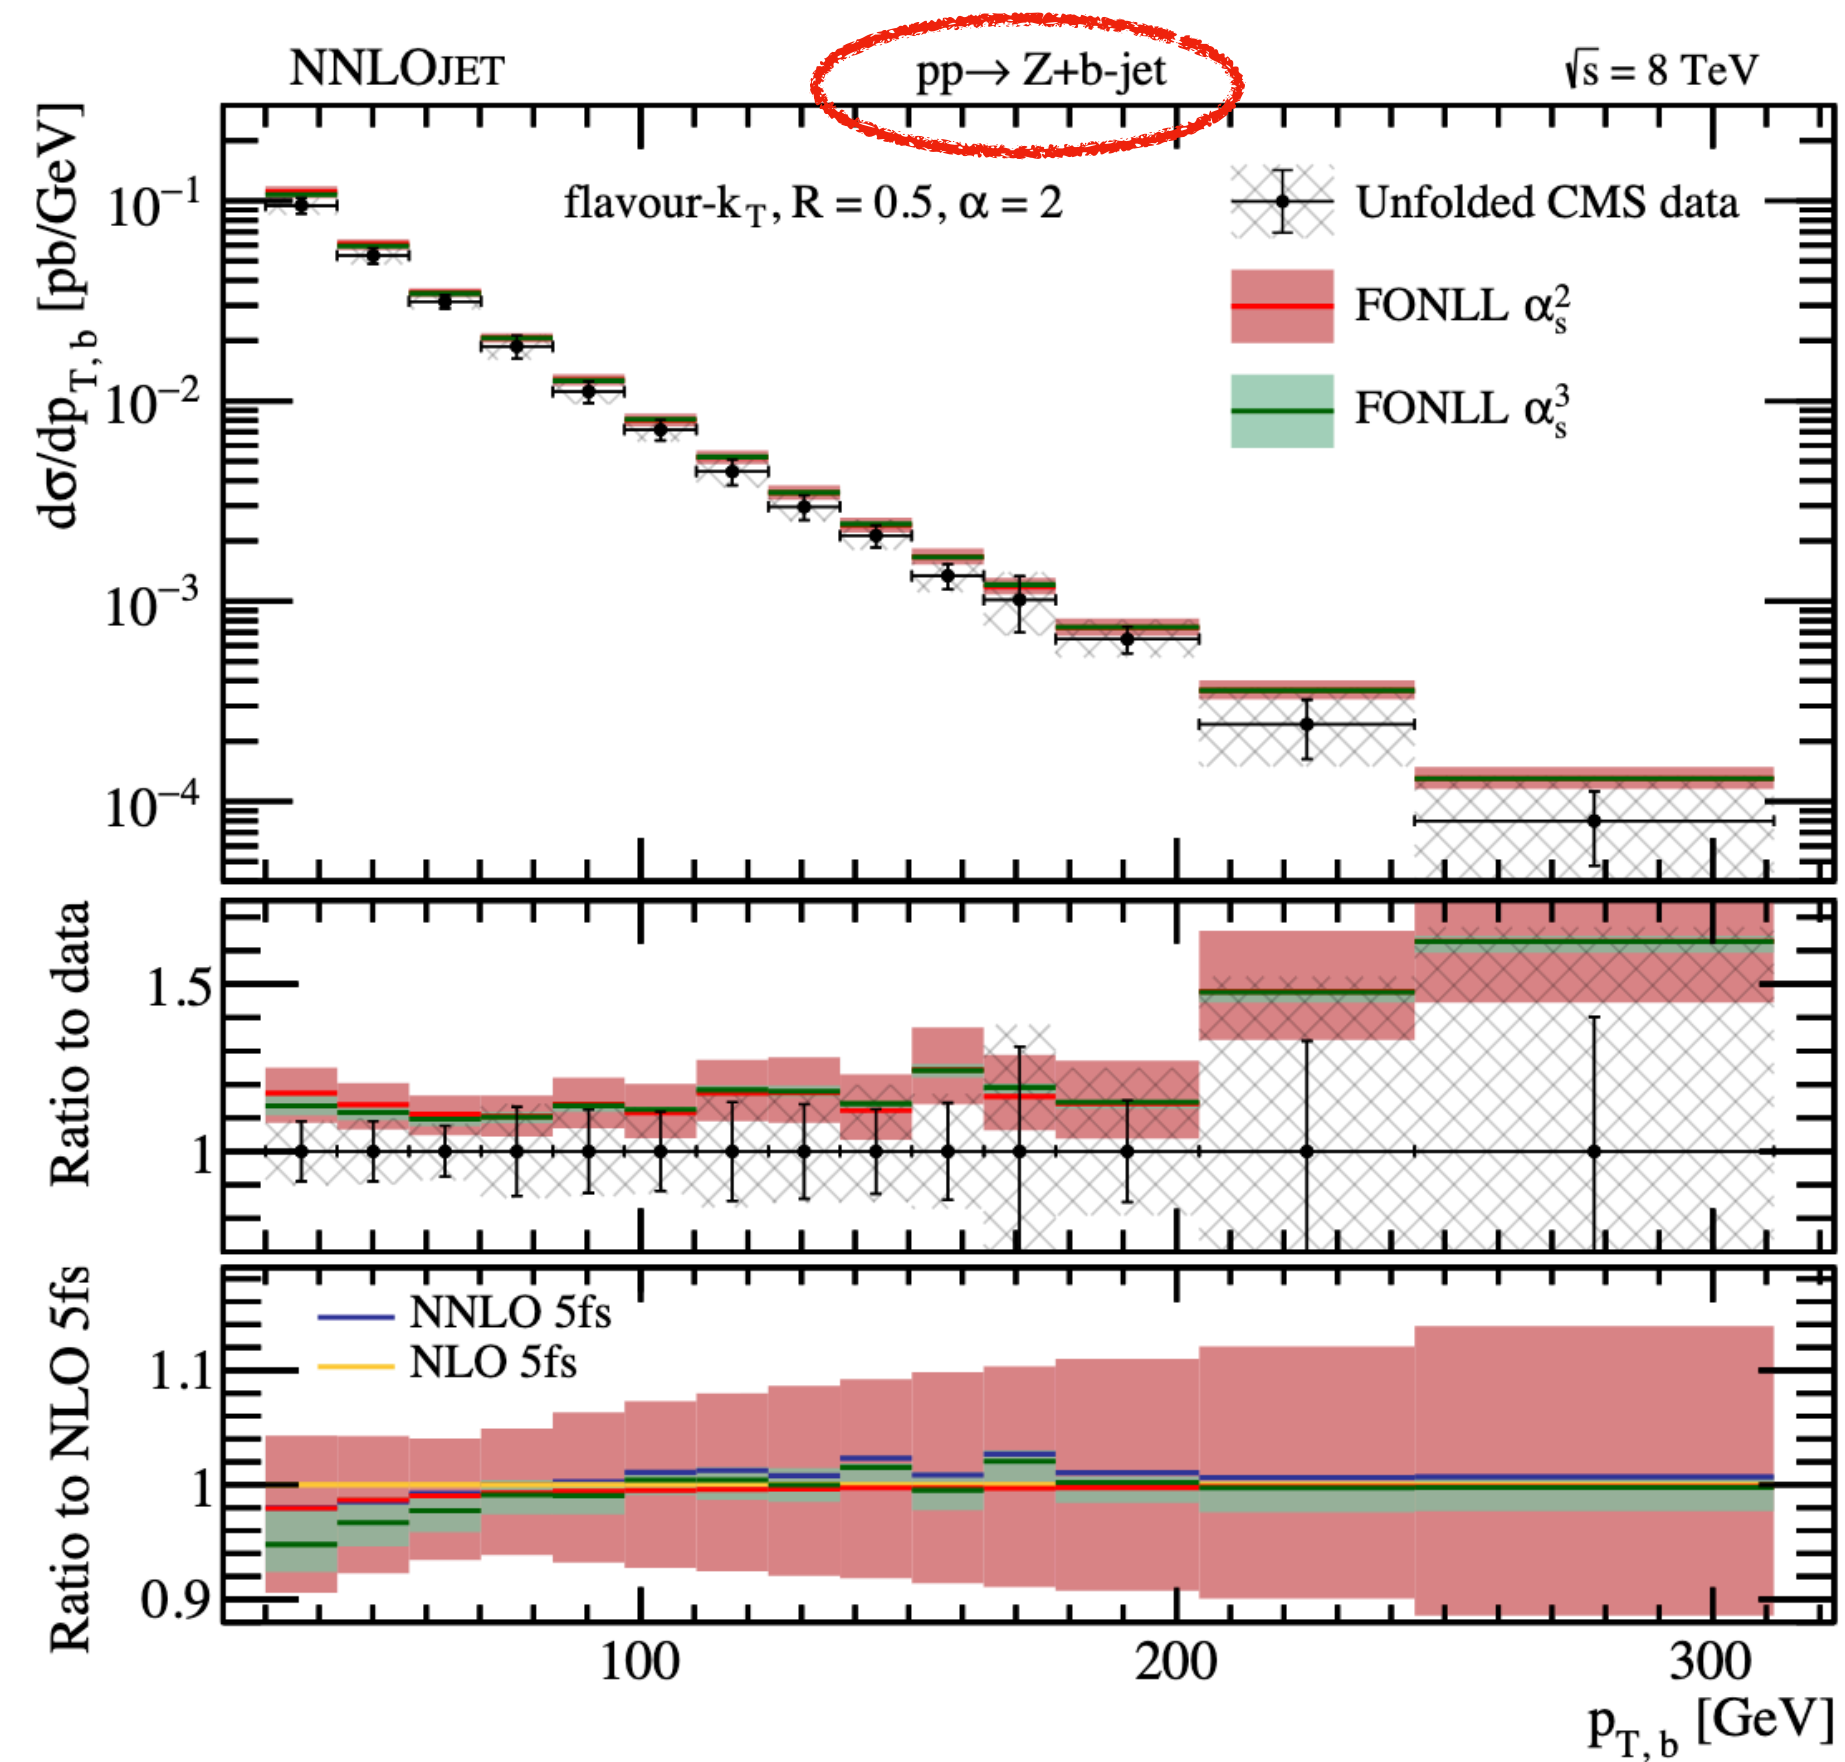 NNLOJET pp→ Z+b-jet √s = 8 TeV
flavour-k_T, R = 0.5, α = 2
Unfolded CMS data
FONLL α_s^2
FONLL α_s^3
dσ/dp_T, b [pb/GeV]
10^−1
10^−2
10^−3
10^−4
Ratio to data
1.5
1
Ratio to NLO 5fs
NNLO 5fs
NLO 5fs
1.1
1
0.9
100 200 300
p_T, b [GeV]